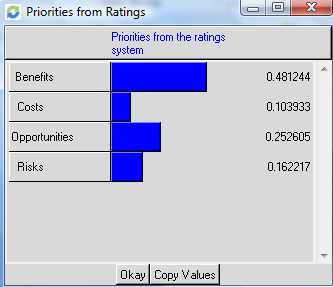 Priorities from Ratings
Priorities from the ratings
system
Benefits 0.481244
Costs 0.103933
Opportunities 0.252605
Risks 0.162217
Okay Copy Values